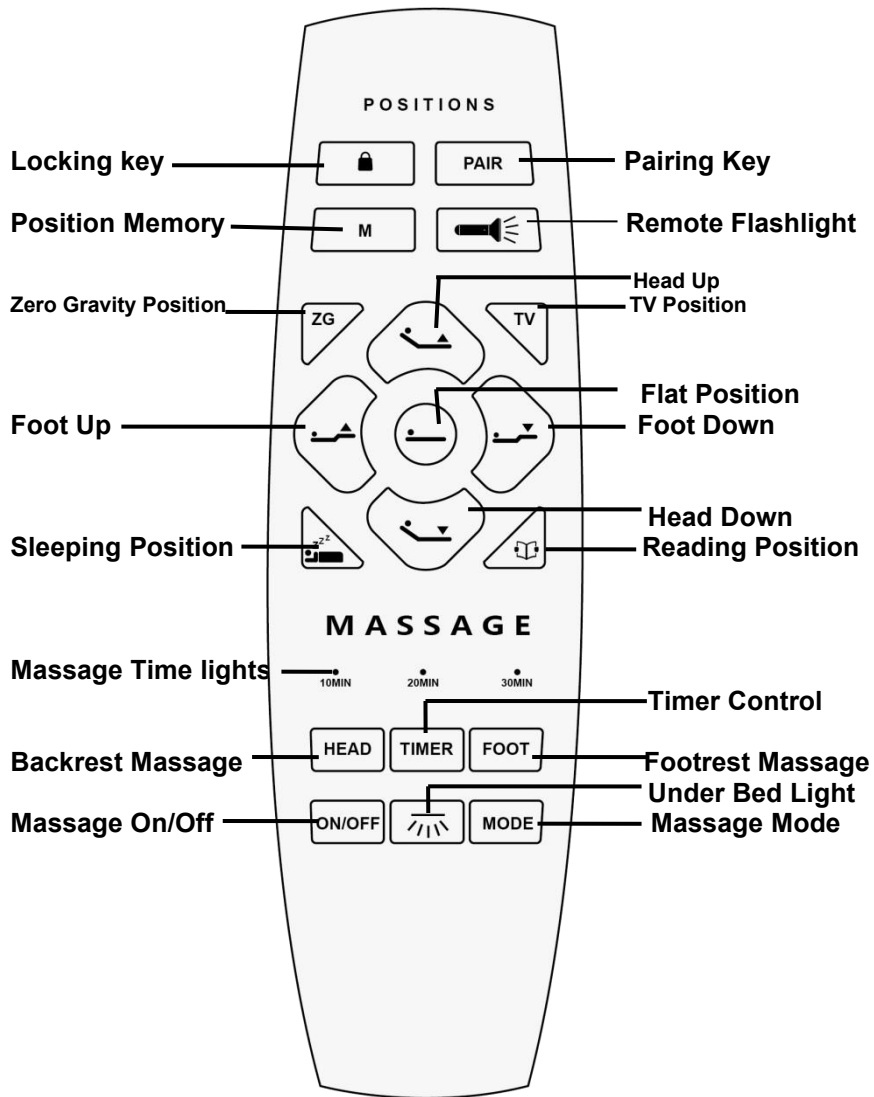 POSITIONS
Locking key
PAIR
Pairing Key
Position Memory
M
Remote Flashlight
Head Up
Zero Gravity Position
ZG
TV
TV Position
Flat Position
Foot Up
Foot Down
Head Down
Sleeping Position
zzz
Reading Position
MASSAGE
Massage Time lights
10MIN
20MIN
30MIN
Timer Control
Backrest Massage
HEAD
TIMER
FOOT
Footrest Massage
Under Bed Light
Massage On/Off
ON/OFF
MODE
Massage Mode